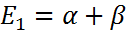 E₁ = α + β